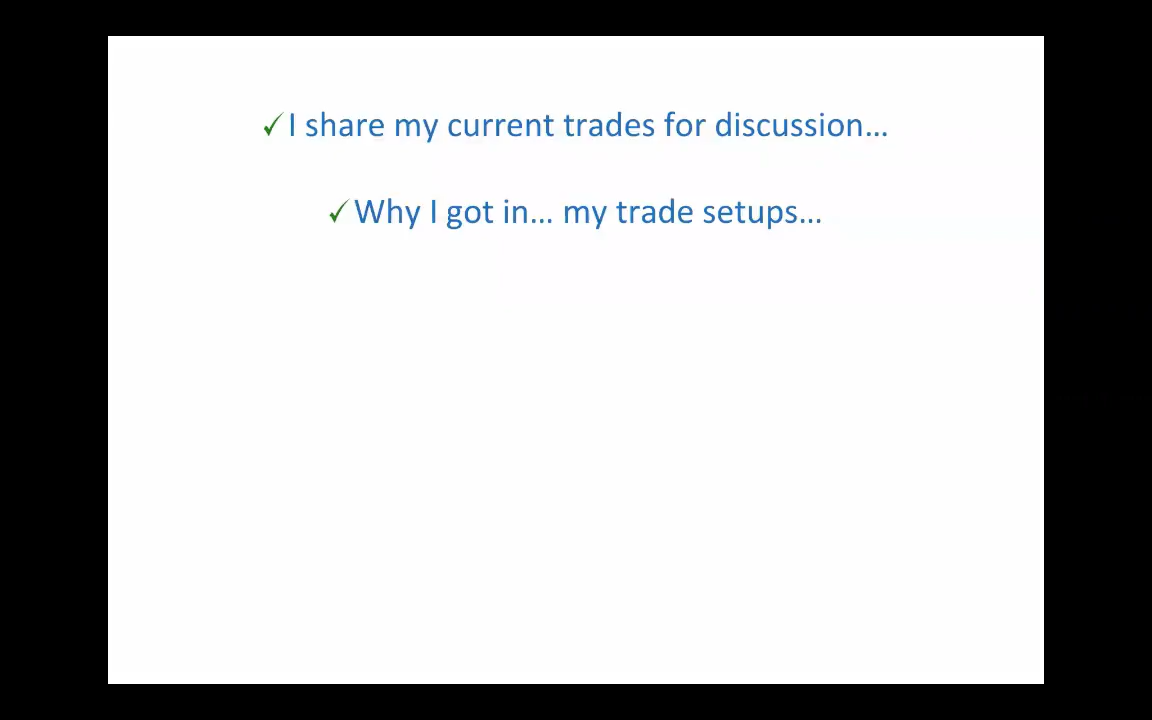 ✓I share my current trades for discussion…
✓Why I got in… my trade setups…